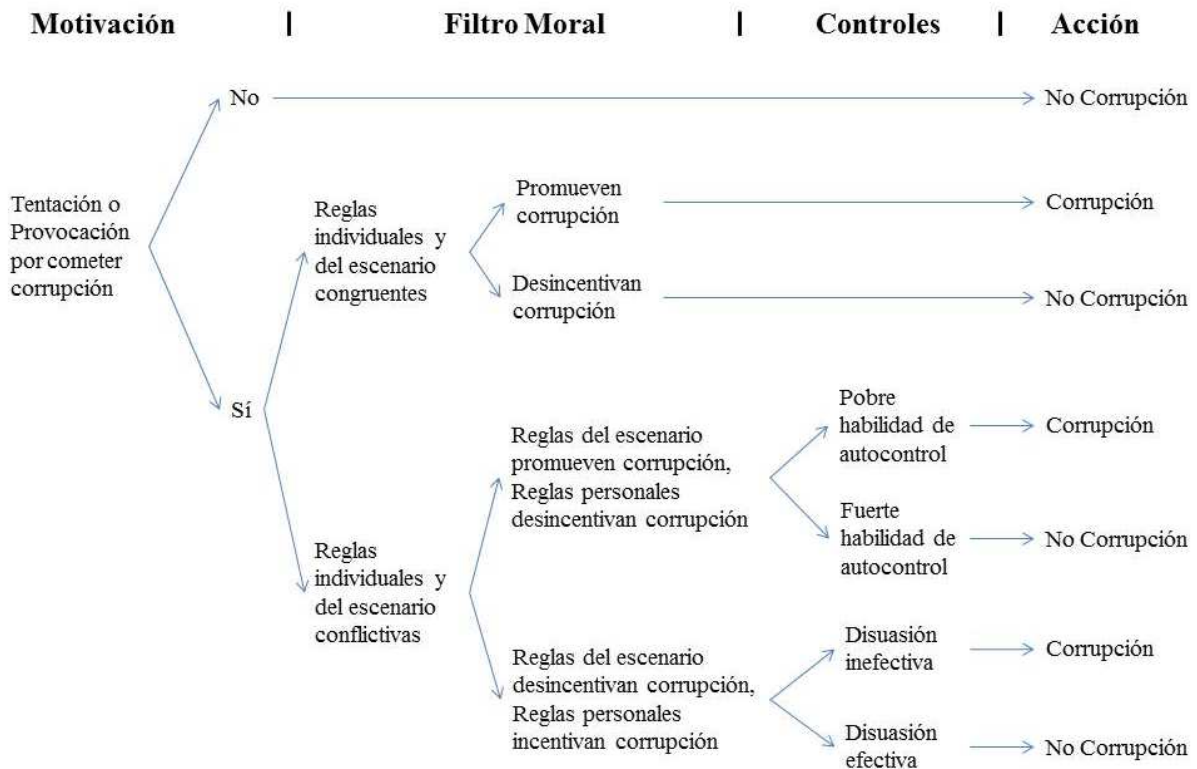 Motivación | Filtro Moral | Controles | Acción
No
No Corrupción
Tentación o
Provocación
por cometer
corrupción
Reglas
individuales y
del escenario
congruentes
Promueven
corrupción
Corrupción
Desincentivan
corrupción
No Corrupción
Sí
Reglas
individuales y
del escenario
conflictivas
Reglas del escenario
promueven corrupción,
Reglas personales
desincentivan corrupción
Pobre
habilidad de
autocontrol
Corrupción
Fuerte
habilidad de
autocontrol
No Corrupción
Reglas del escenario
desincentivan corrupción,
Reglas personales
incentivan corrupción
Disuasión
inefectiva
Corrupción
Disuasión
efectiva
No Corrupción